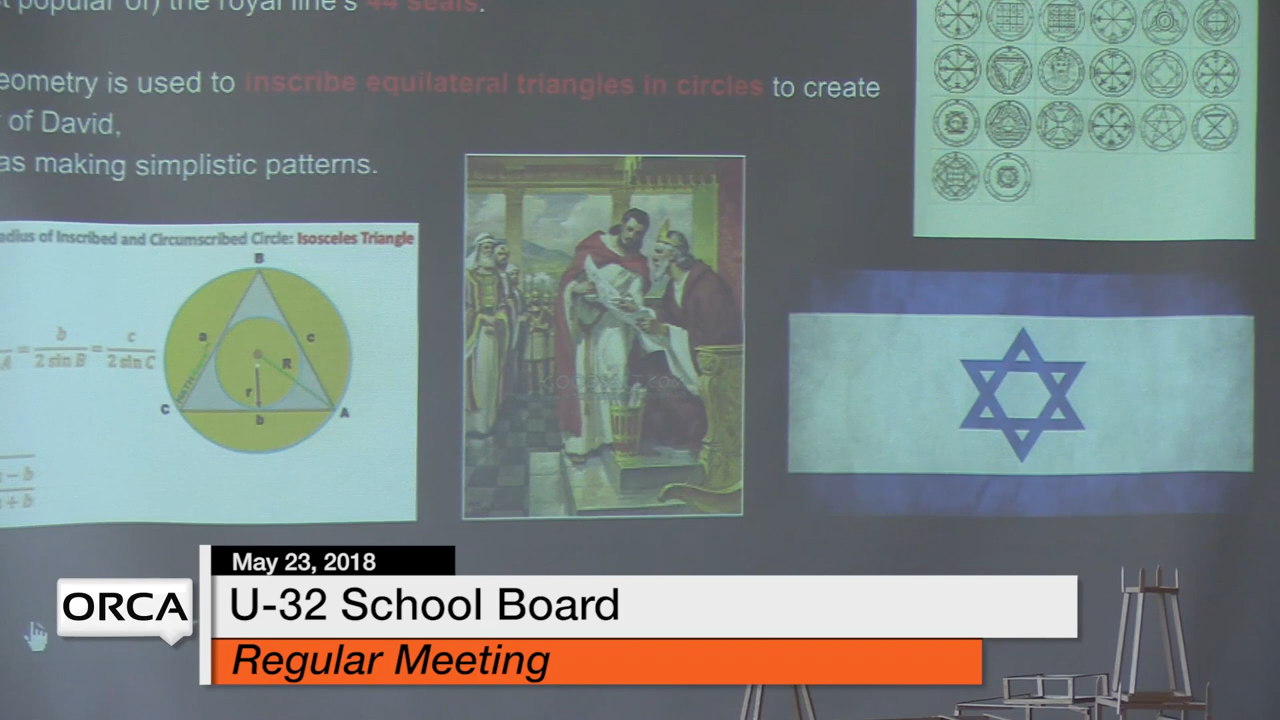 popular of) the royal line's 44 seals.
eometry is used to inscribe equilateral triangles in circles to create
of David,
as making simplistic patterns.
adius of Inscribed and Circumscribed Circle: Isosceles Triangle
B
a
c
A = b / 2 sin B = c / 2 sin C
R
r
C
b
A
- b
+ b
GOODSALT.COM
May 23, 2018
ORCA
U-32 School Board
Regular Meeting